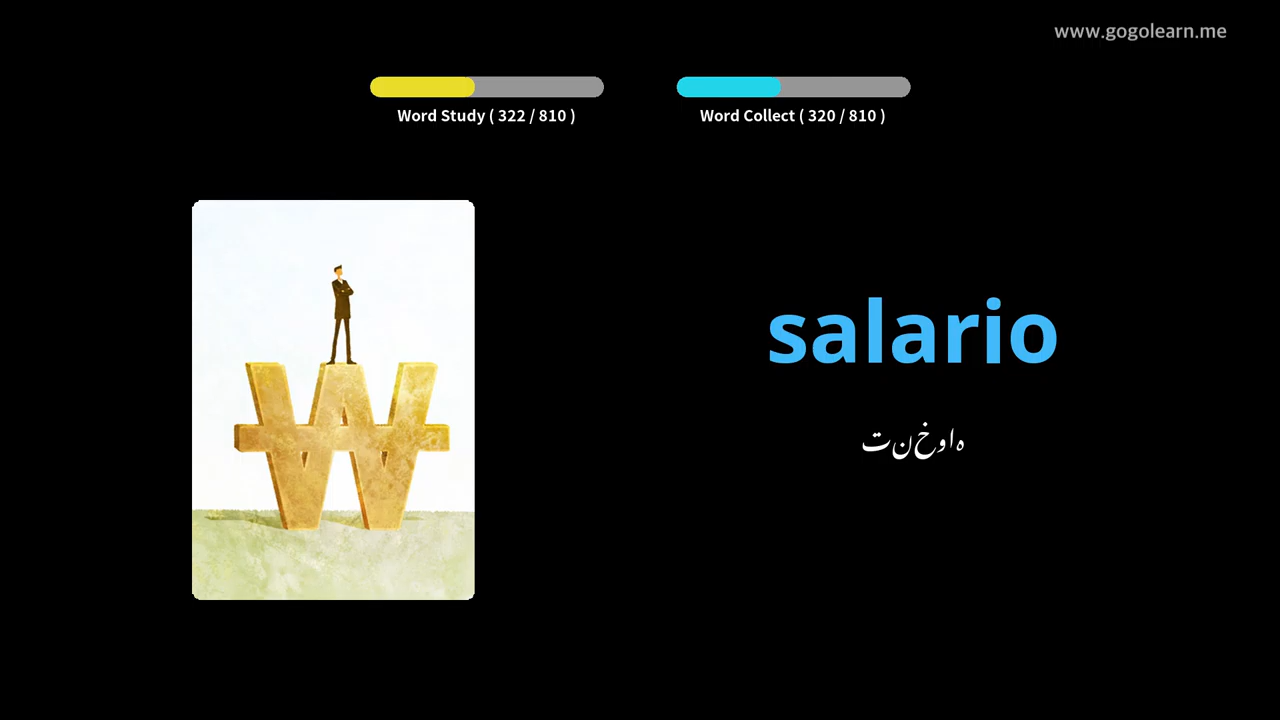 www.gogolearn.me
Word Study ( 322 / 810 )
Word Collect ( 320 / 810 )
salario
تنخواہ